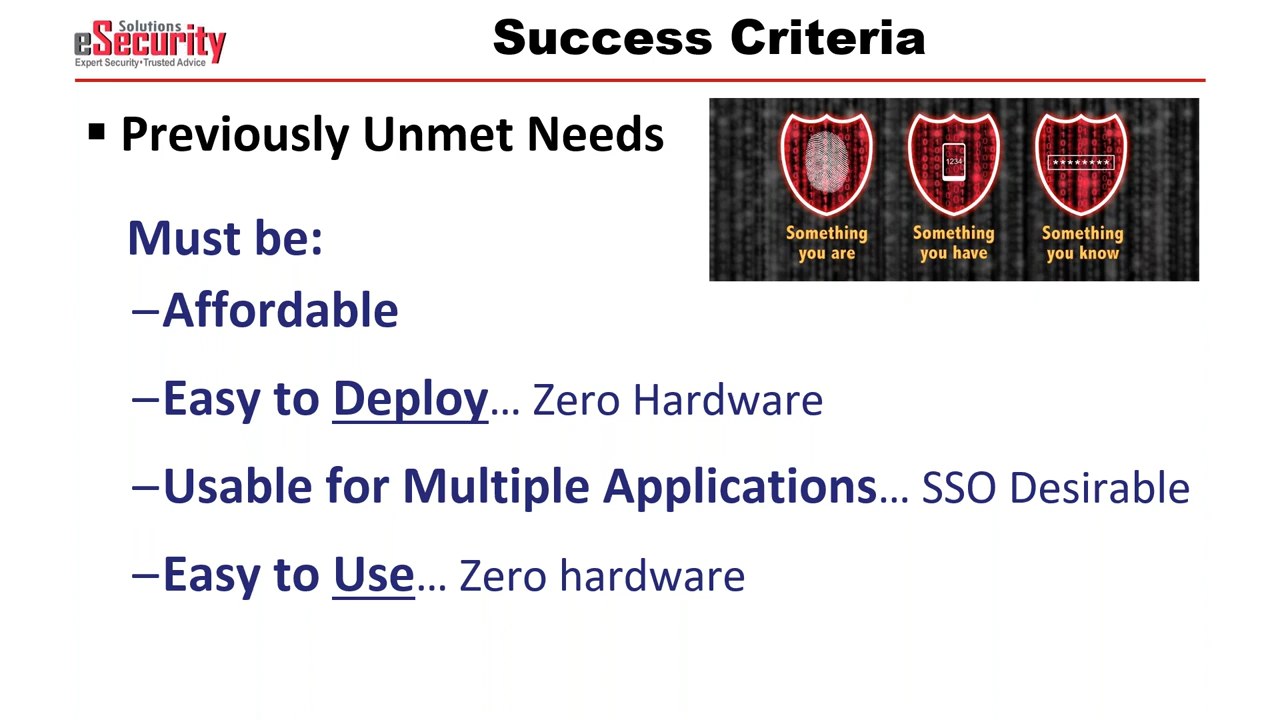 Solutions
eSecurity
Expert Security•Trusted Advice
Success Criteria
▪ Previously Unmet Needs
1234
********
Something
you are
Something
you have
Something
you know
Must be:
–Affordable
–Easy to Deploy… Zero Hardware
–Usable for Multiple Applications… SSO Desirable
–Easy to Use… Zero hardware